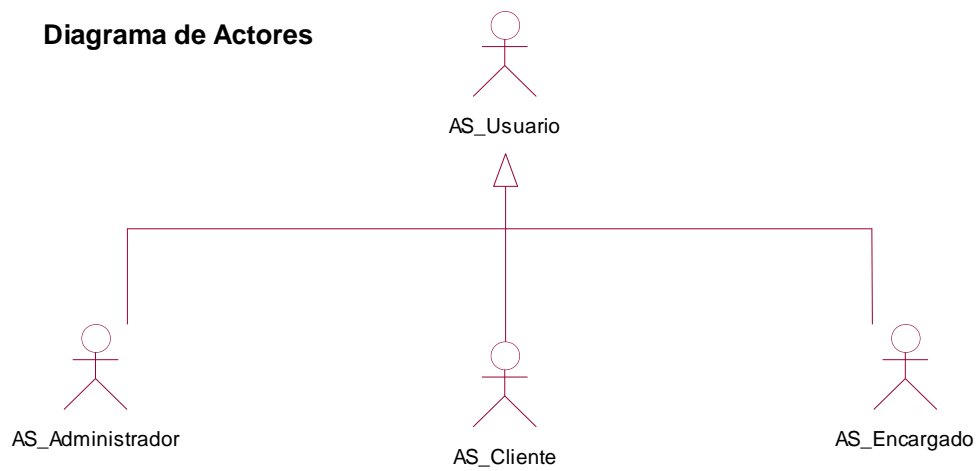 Diagrama de Actores
AS_Usuario
AS_Administrador
AS_Cliente
AS_Encargado